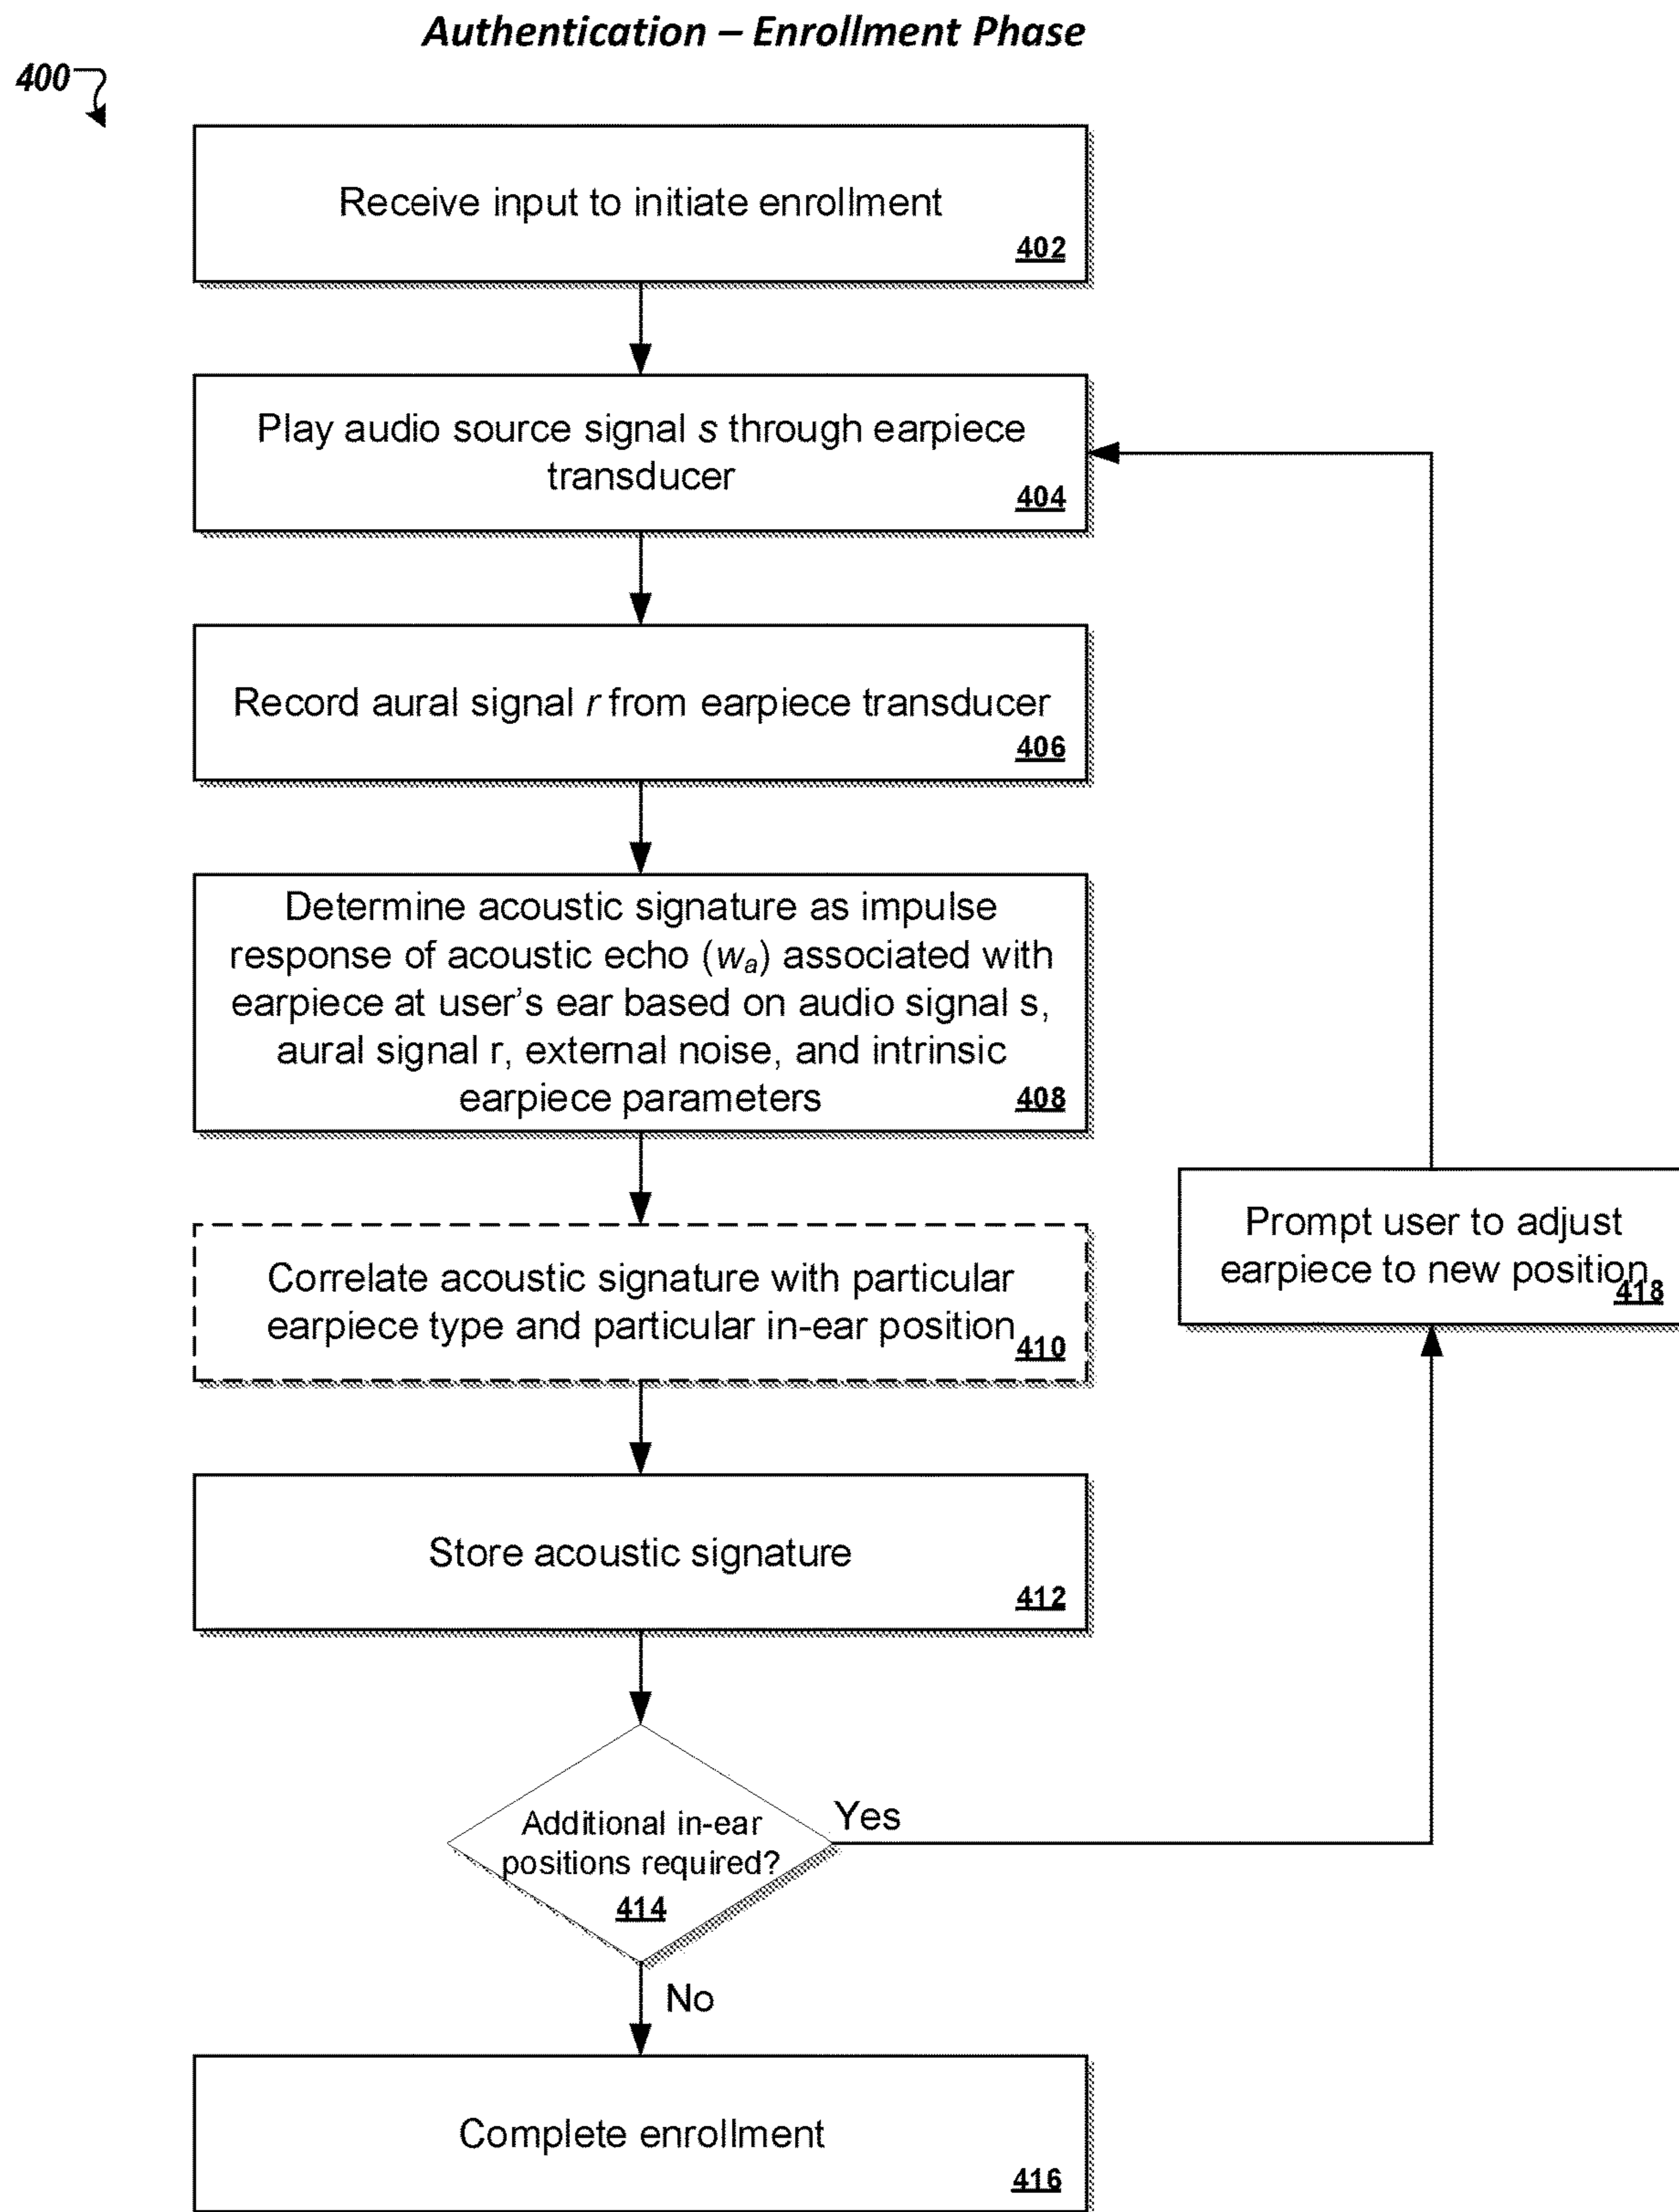 Authentication – Enrollment Phase
400
Receive input to initiate enrollment
402
Play audio source signal s through earpiece
transducer
404
Record aural signal r from earpiece transducer
406
Determine acoustic signature as impulse
response of acoustic echo (wₐ) associated with
earpiece at user's ear based on audio signal s,
aural signal r, external noise, and intrinsic
earpiece parameters
408
Correlate acoustic signature with particular
earpiece type and particular in-ear position
410
Store acoustic signature
412
Additional in-ear
positions required?
414
Yes
Prompt user to adjust
earpiece to new position
418
No
Complete enrollment
416